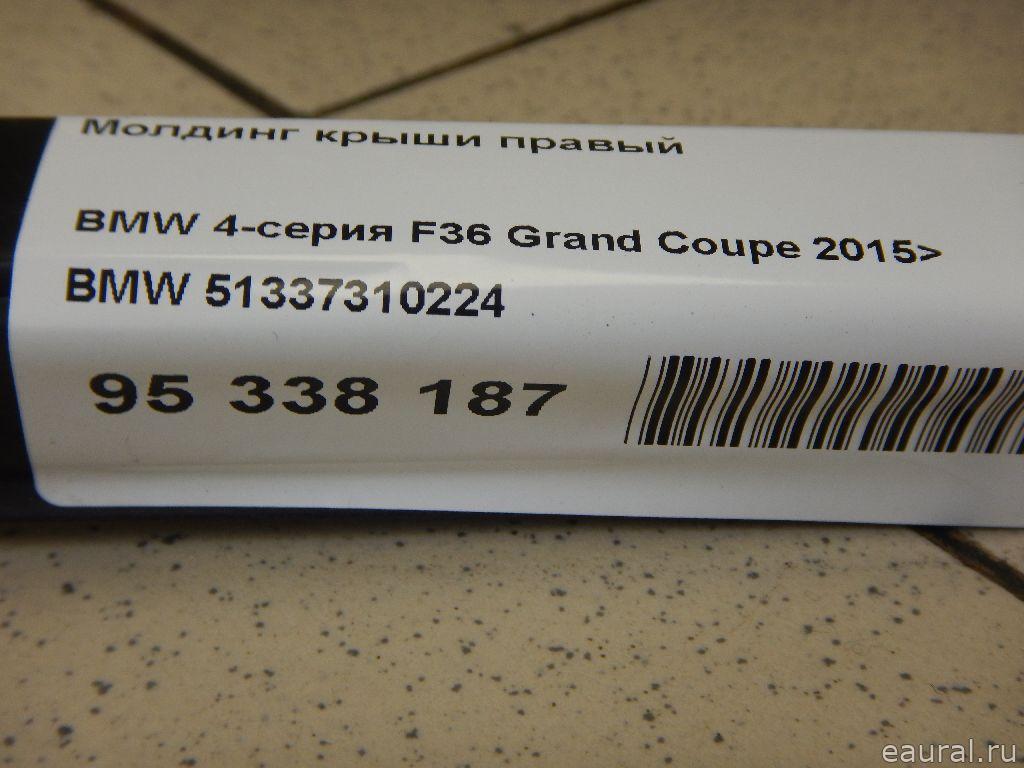 Молдинг крыши правый
BMW 4-серия F36 Grand Coupe 2015>
BMW 51337310224
95 338 187
eaural.ru